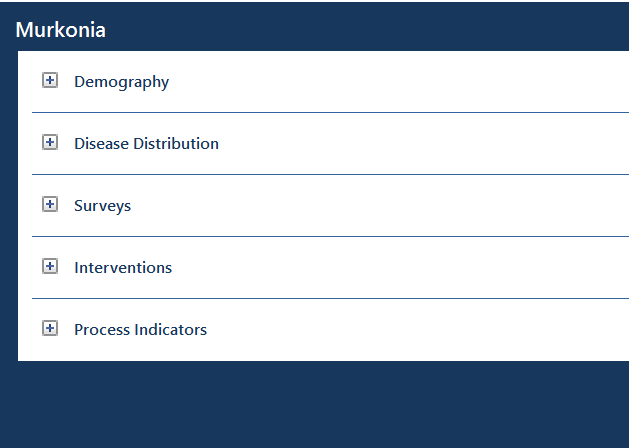 Murkonia
Demography
Disease Distribution
Surveys
Interventions
Process Indicators